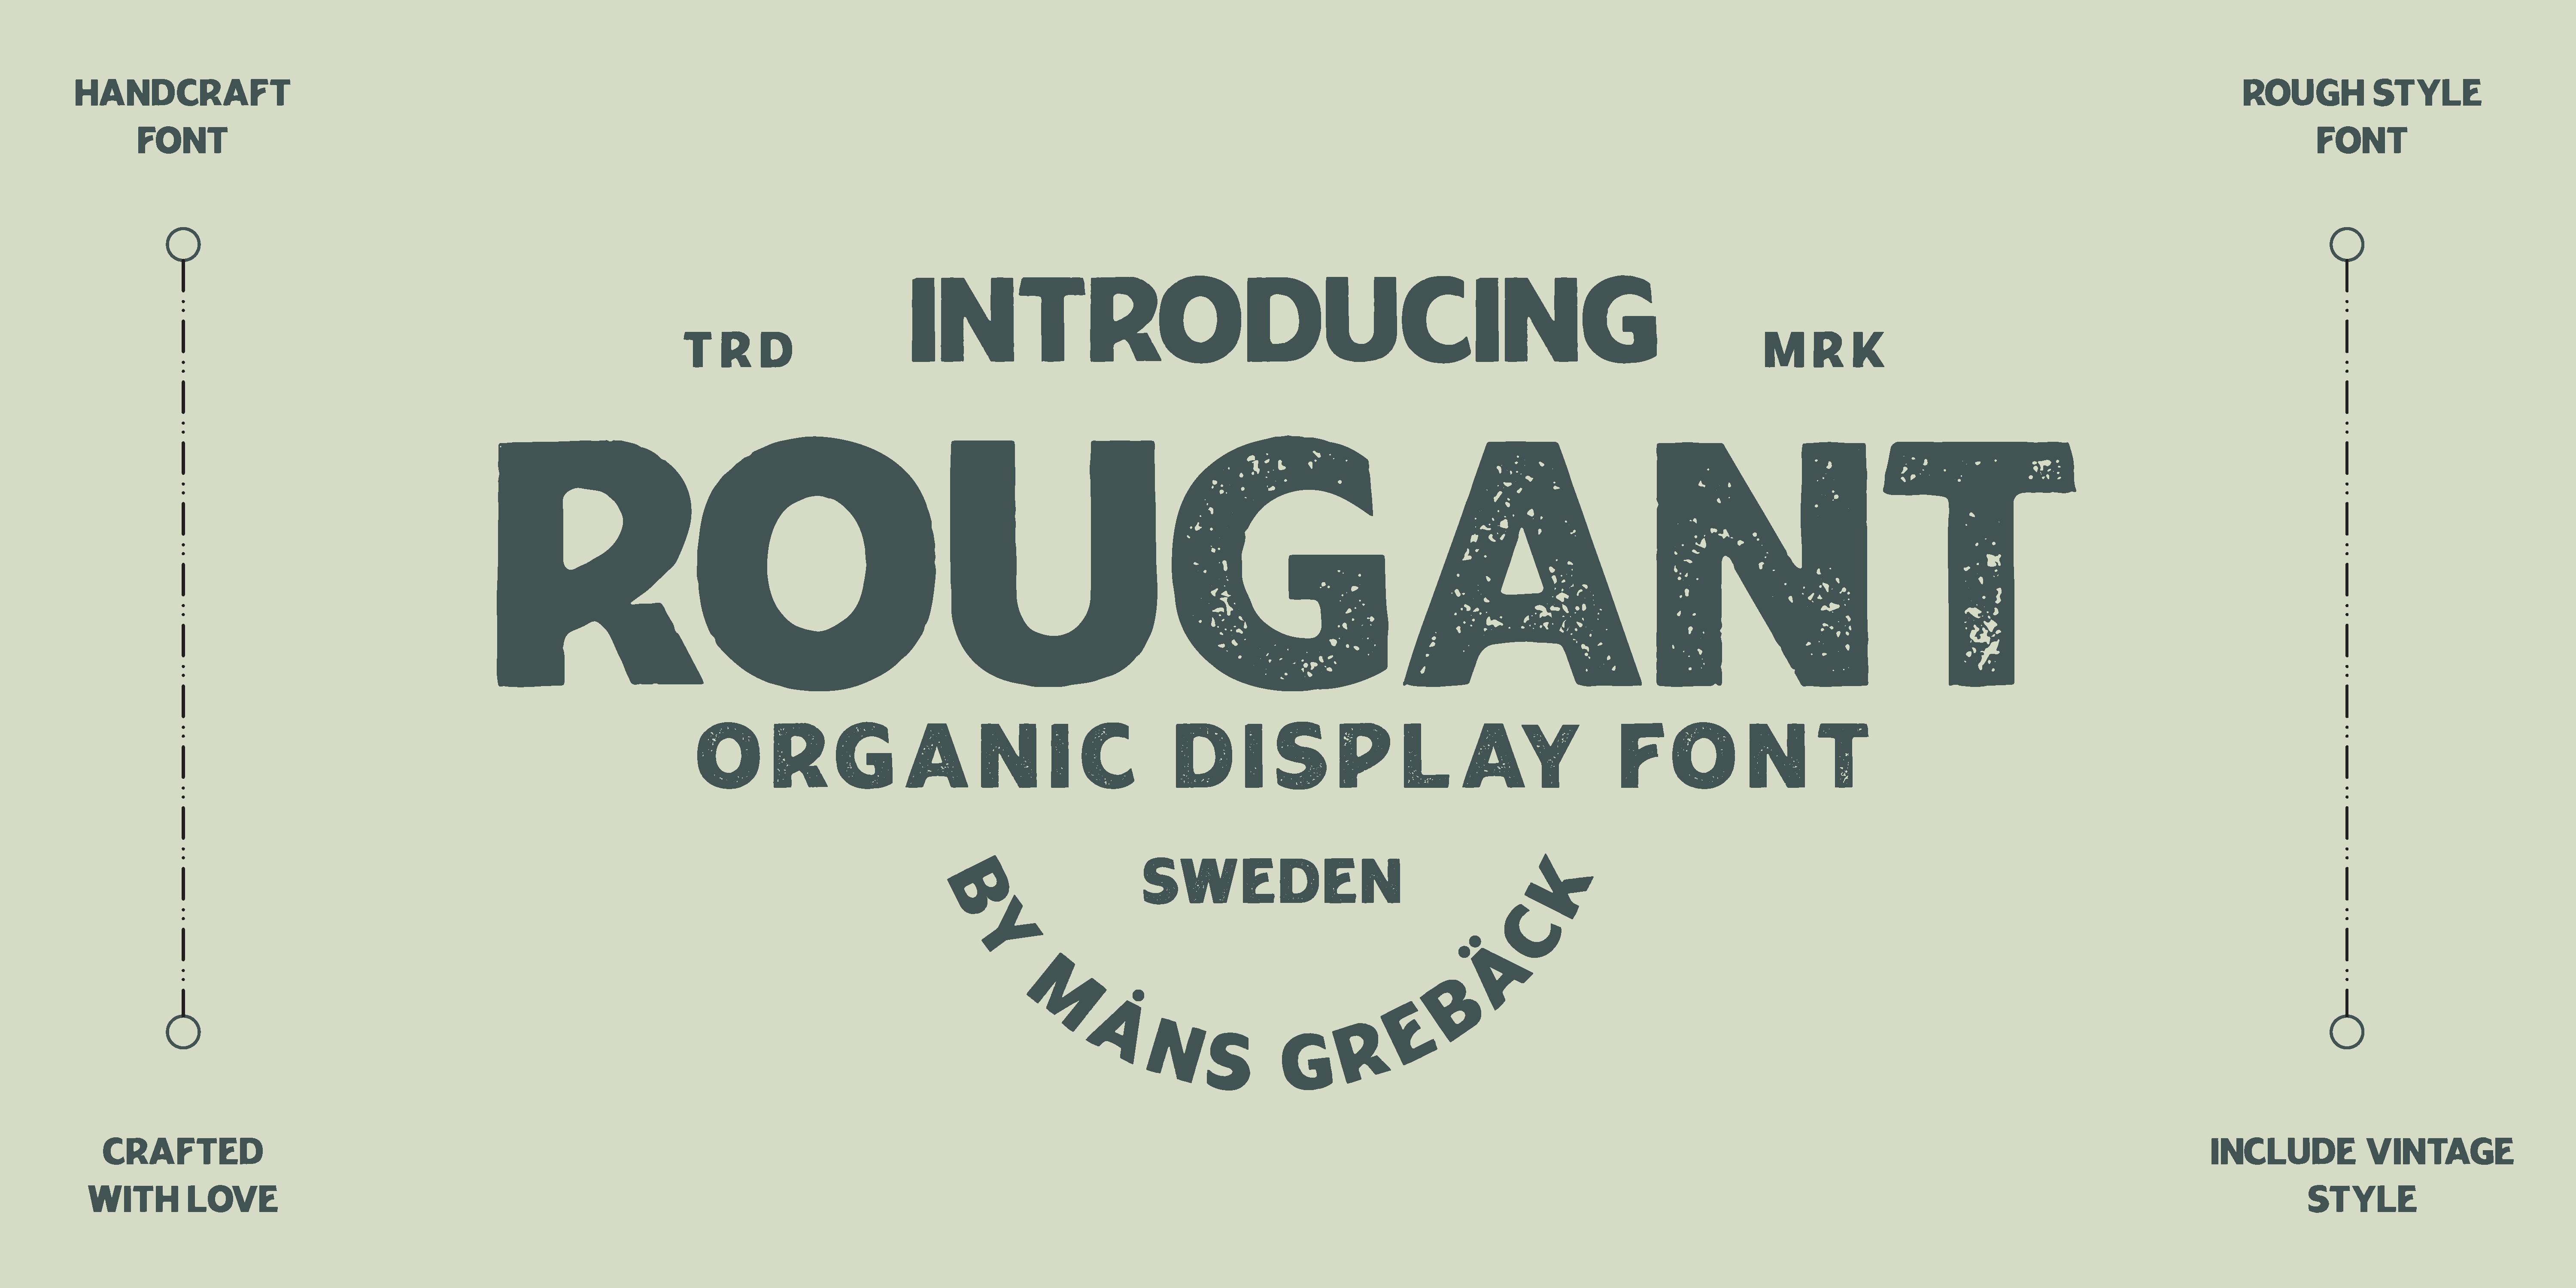 HANDCRAFT
FONT
ROUGH STYLE
FONT
INTRODUCING
TRD
MRK
ROUGANT
ORGANIC DISPLAY FONT
SWEDEN
BY MÅNS GREBÄCK
CRAFTED
WITH LOVE
INCLUDE VINTAGE
STYLE